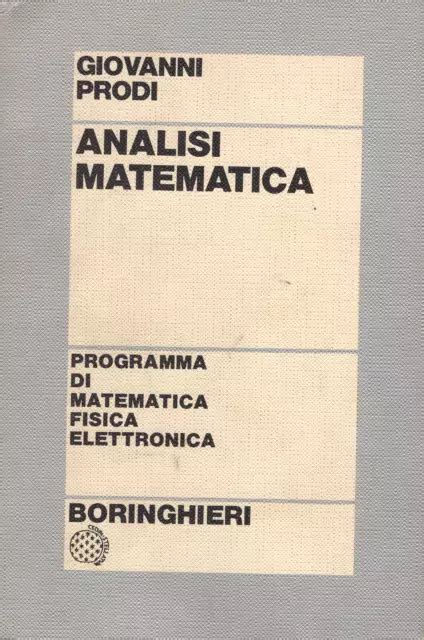 GIOVANNI
PRODI
ANALISI
MATEMATICA
PROGRAMMA
DI
MATEMATICA
FISICA
ELETTRONICA
BORINGHIERI